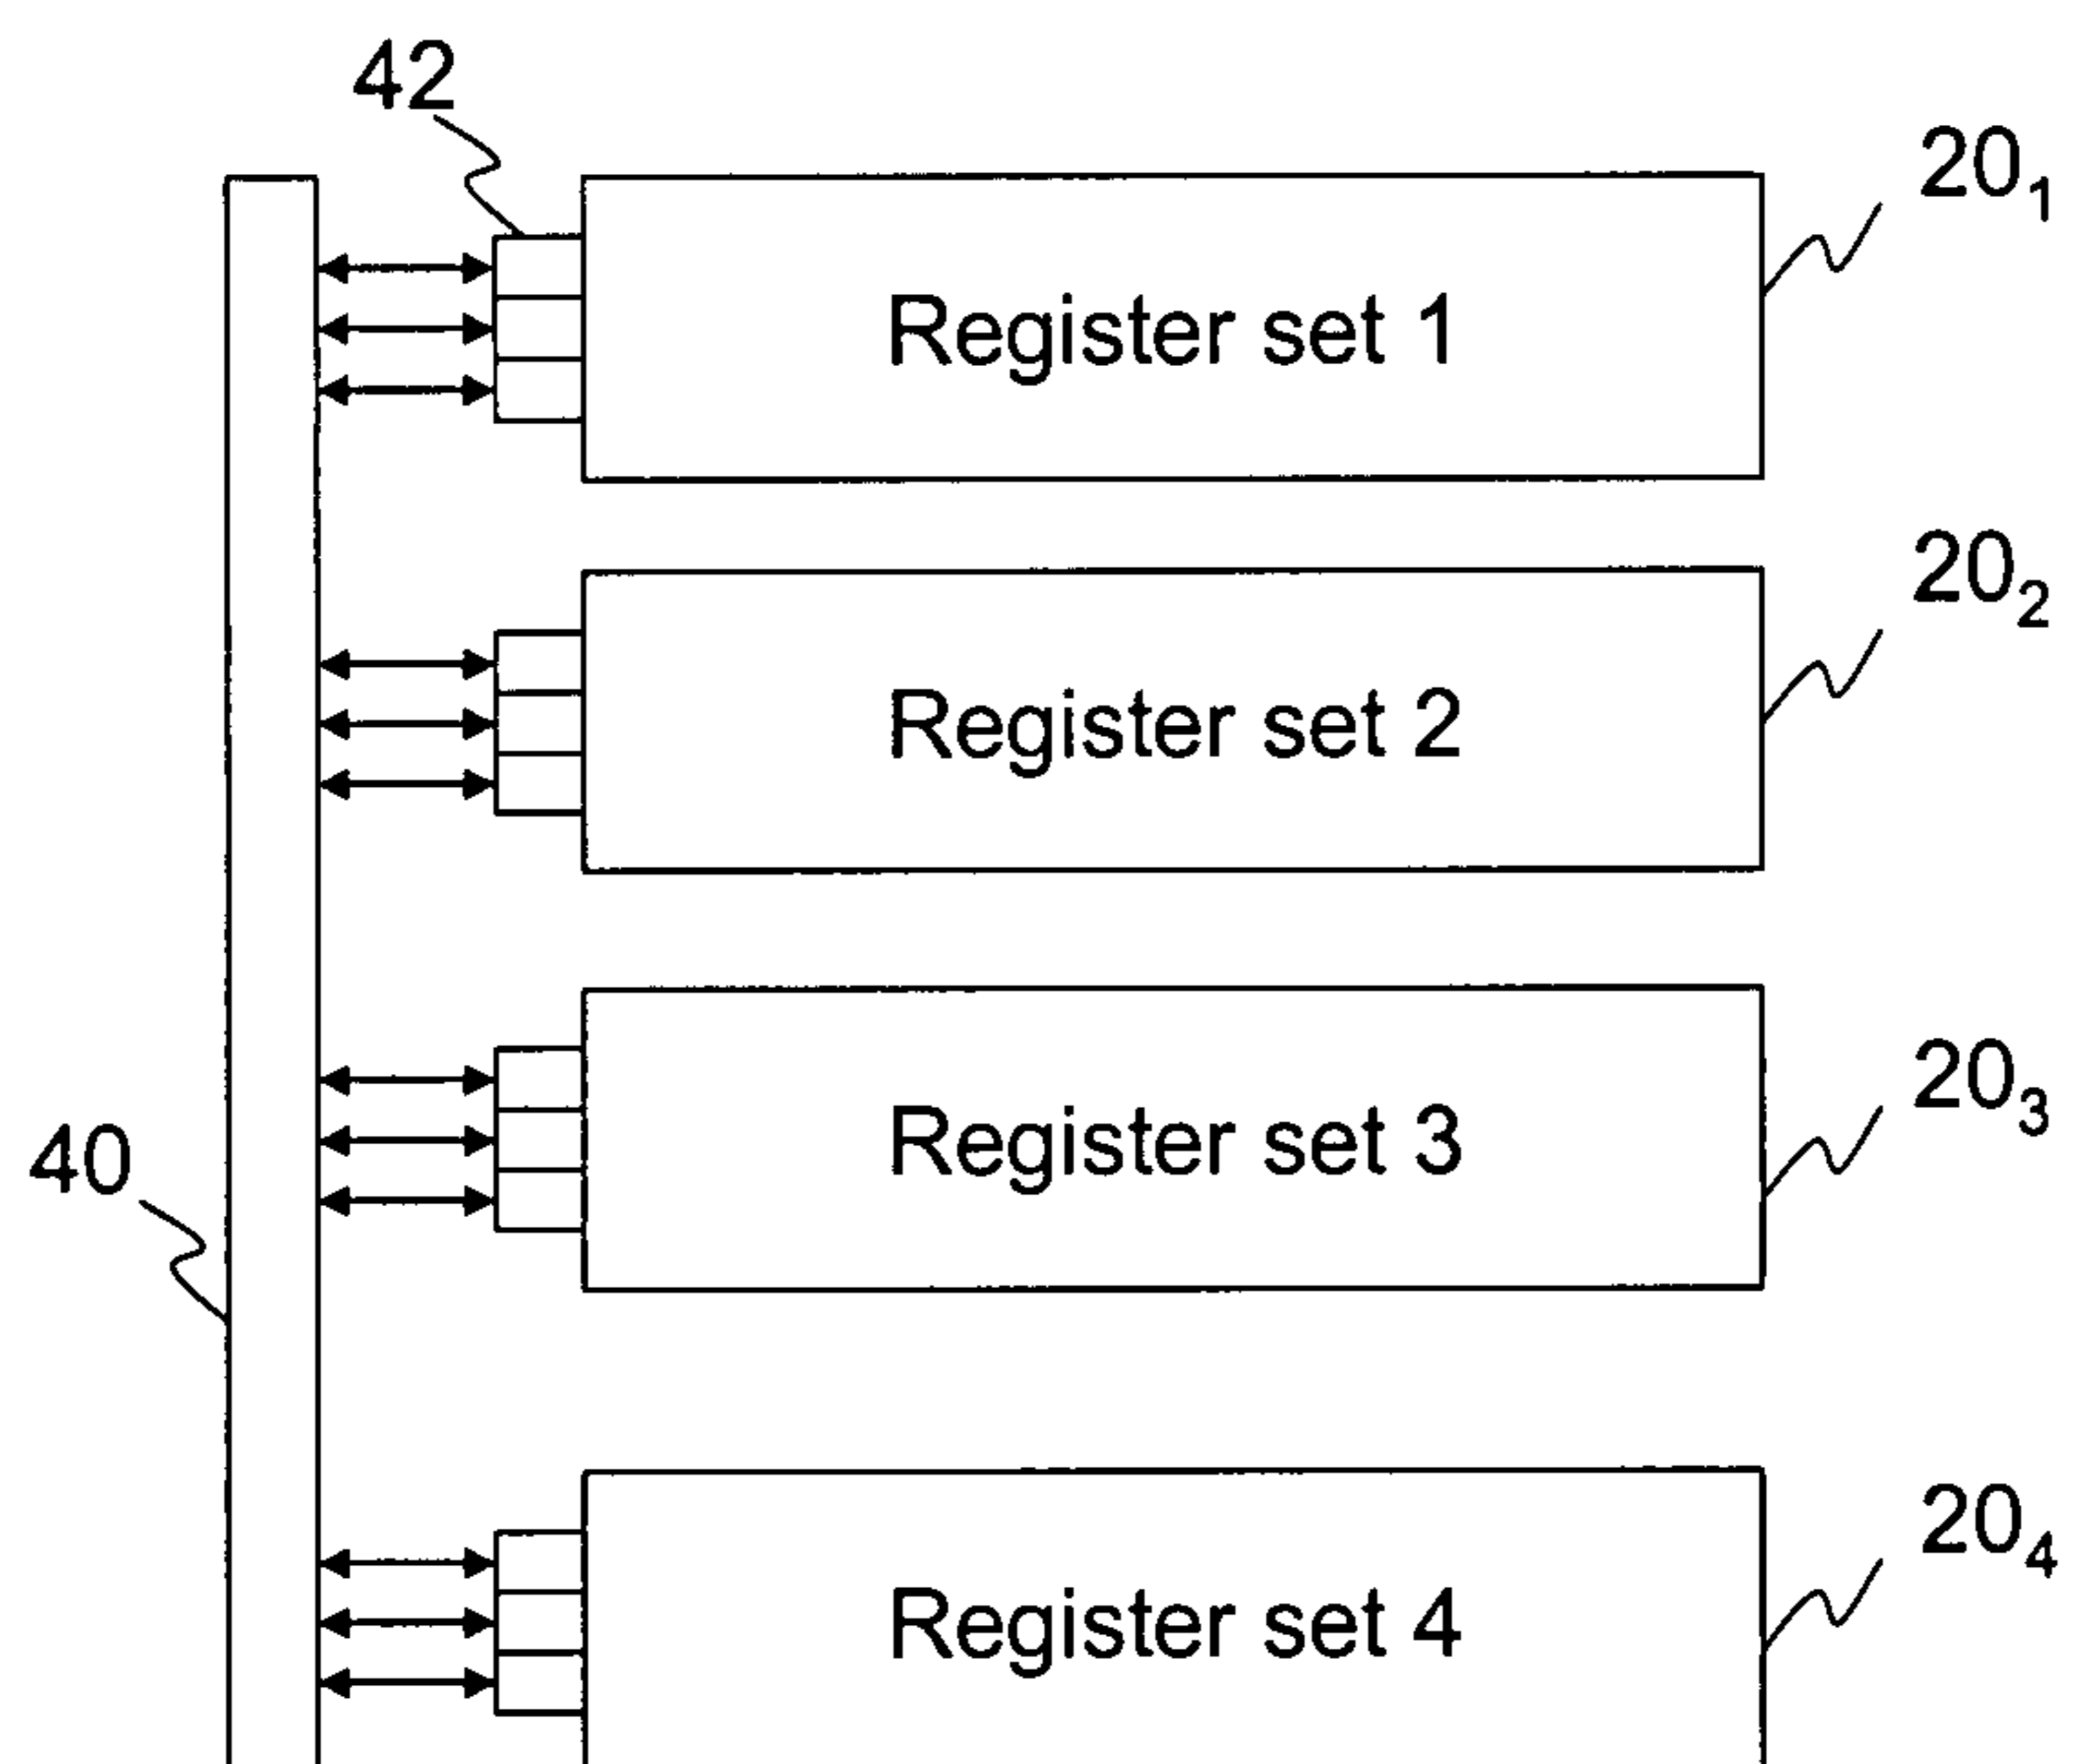 42
20₁
Register set 1
20₂
Register set 2
20₃
Register set 3
40
20₄
Register set 4